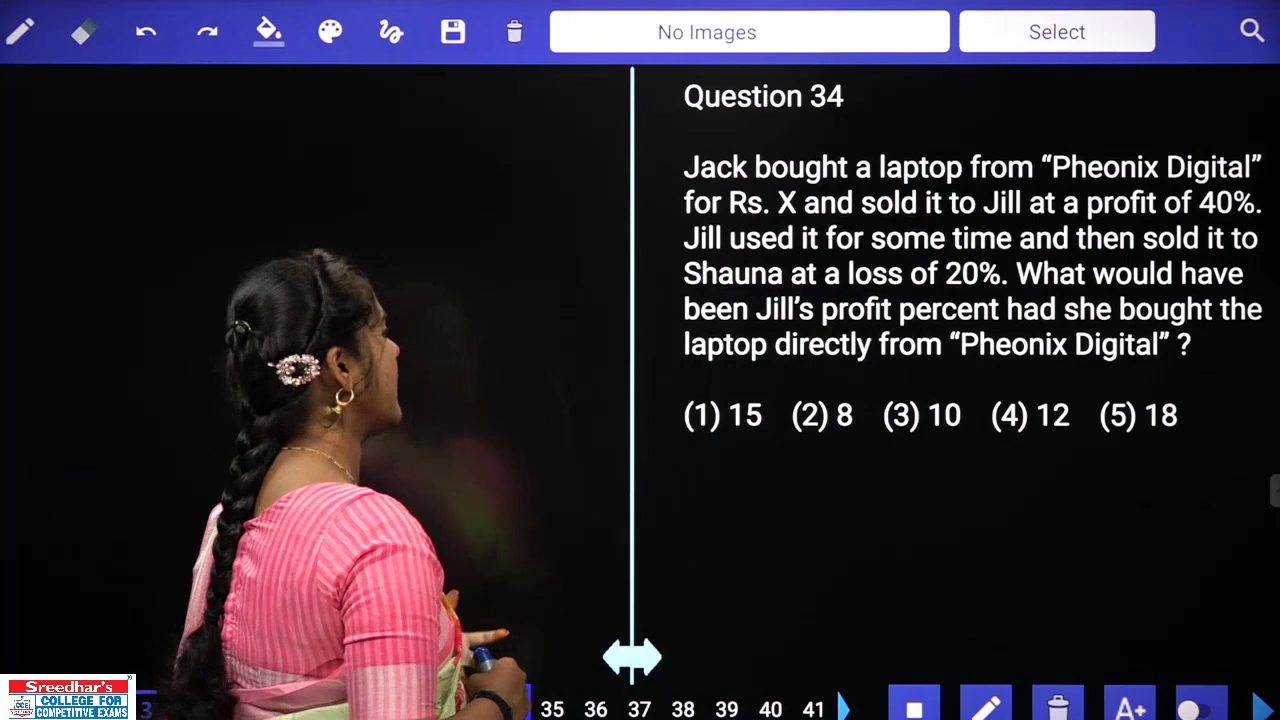 No Images
Select
Question 34
Jack bought a laptop from “Pheonix Digital”
for Rs. X and sold it to Jill at a profit of 40%.
Jill used it for some time and then sold it to
Shauna at a loss of 20%. What would have
been Jill’s profit percent had she bought the
laptop directly from “Pheonix Digital” ?
(1) 15 (2) 8 (3) 10 (4) 12 (5) 18
3 35 36 37 38 39 40 41
A+
Sreedhar's
CCE
COLLEGE FOR
COMPETITIVE EXAMS